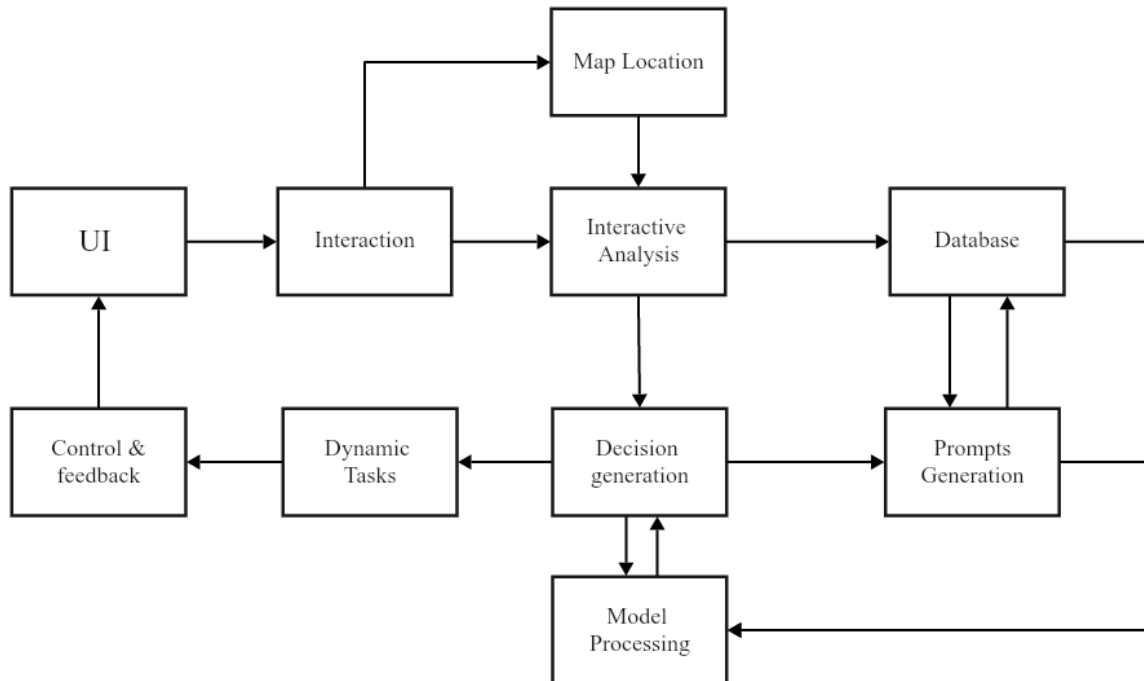 Map Location
UI
Interaction
Interactive
Analysis
Database
Control &
feedback
Dynamic
Tasks
Decision
generation
Prompts
Generation
Model
Processing